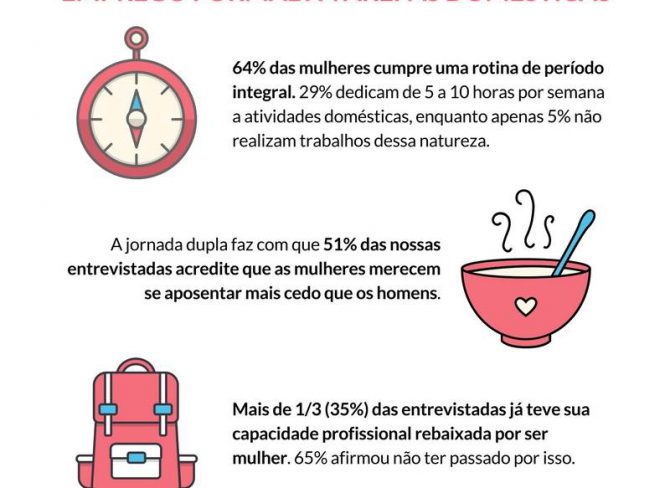 64% das mulheres cumpre uma rotina de período
integral. 29% dedicam de 5 a 10 horas por semana
a atividades domésticas, enquanto apenas 5% não
realizam trabalhos dessa natureza.
A jornada dupla faz com que 51% das nossas
entrevistadas acredite que as mulheres merecem
se aposentar mais cedo que os homens.
Mais de 1/3 (35%) das entrevistadas já teve sua
capacidade profissional rebaixada por ser
mulher. 65% afirmou não ter passado por isso.